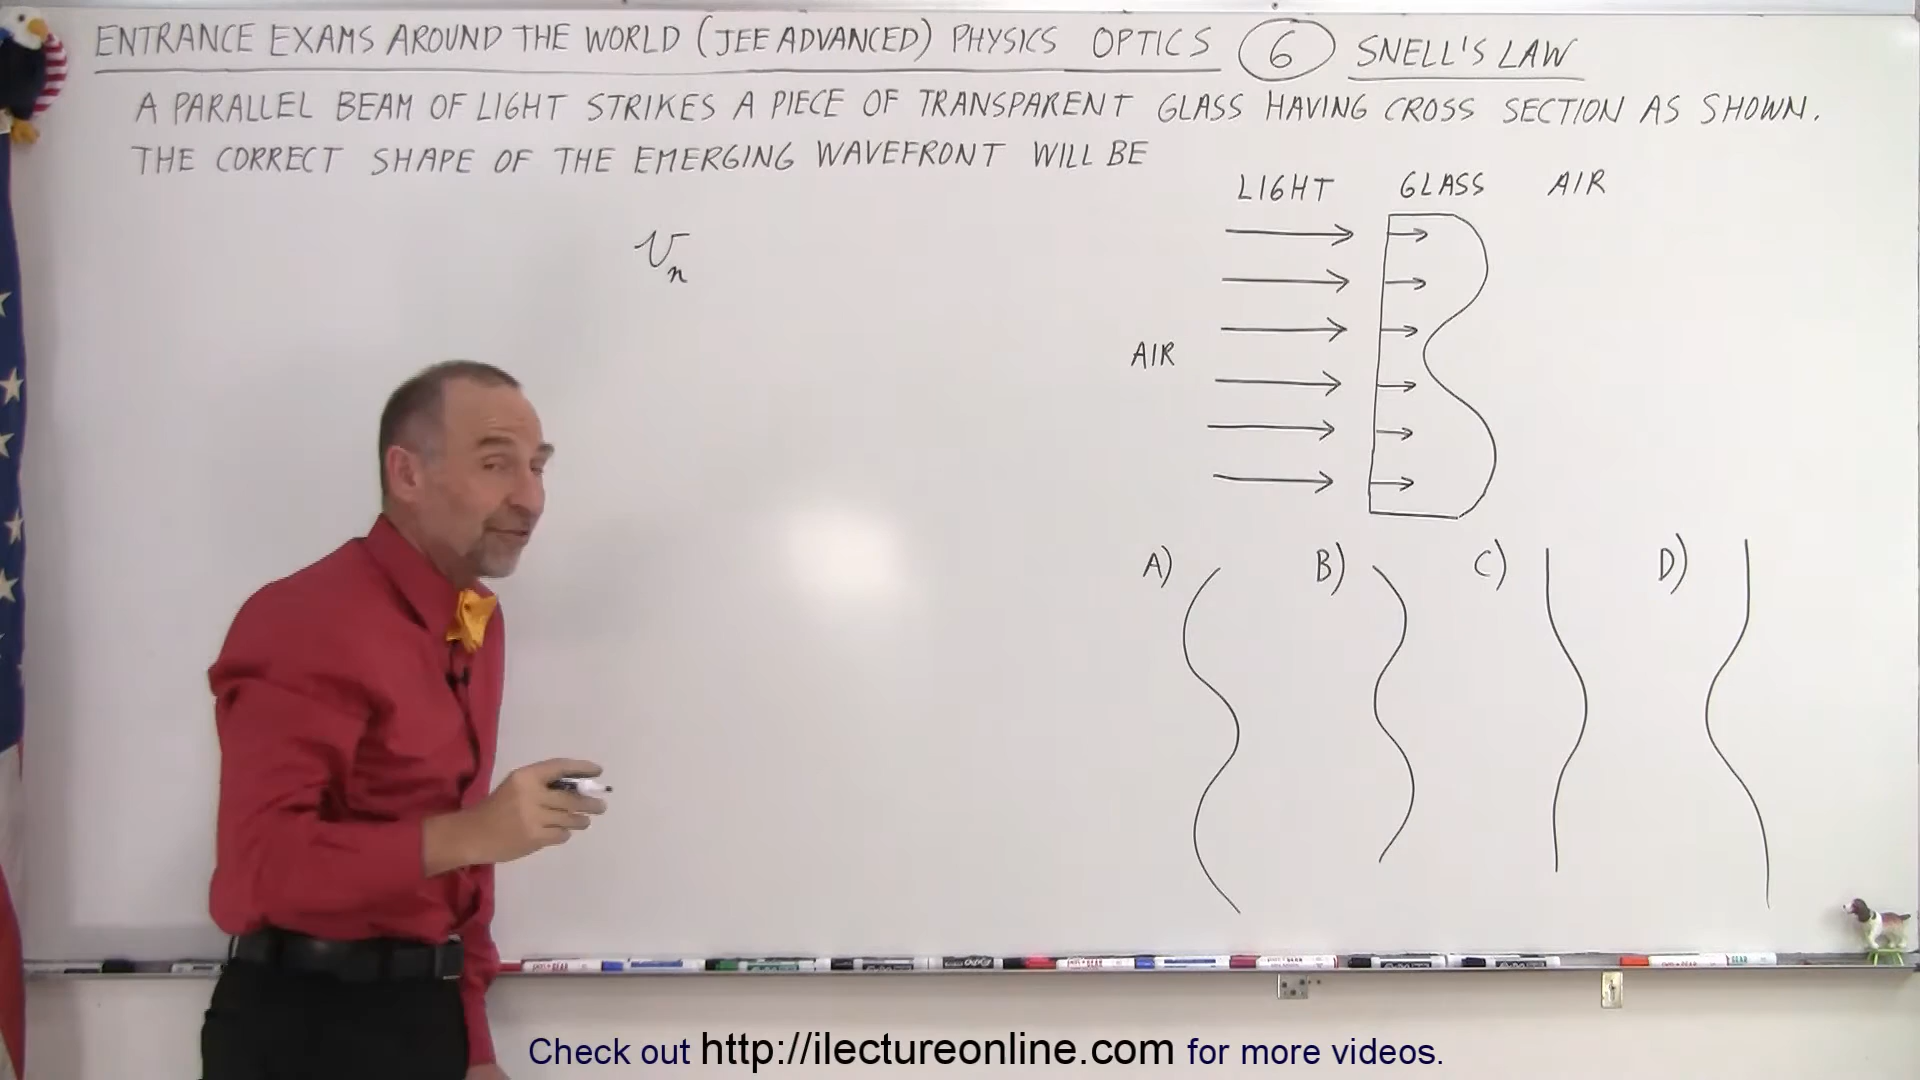 ENTRANCE EXAMS AROUND THE WORLD (JEE ADVANCED) PHYSICS OPTICS 6 SNELL'S LAW
A PARALLEL BEAM OF LIGHT STRIKES A PIECE OF TRANSPARENT GLASS HAVING CROSS SECTION AS SHOWN.
THE CORRECT SHAPE OF THE EMERGING WAVEFRONT WILL BE
LIGHT GLASS AIR
vₙ
AIR
A) B) C) D)
Check out http://ilectureonline.com for more videos.